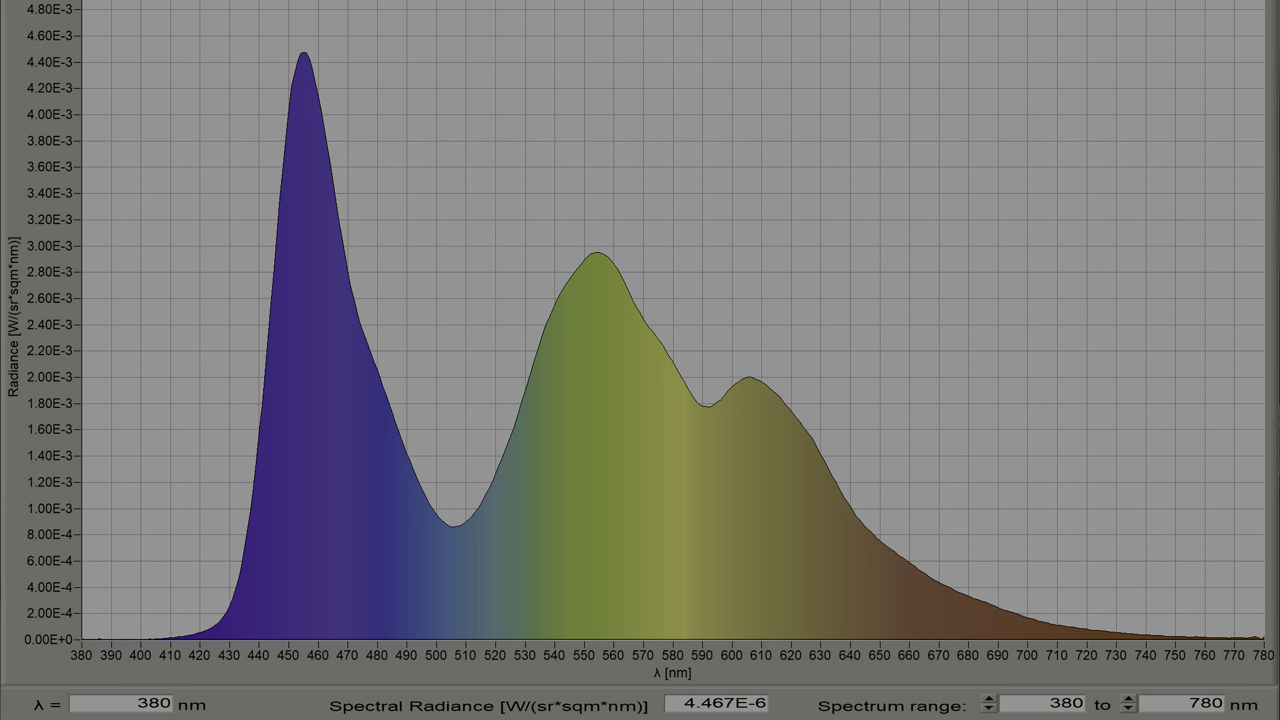 4.80E-3
4.60E-3
4.40E-3
4.20E-3
4.00E-3
3.80E-3
3.60E-3
3.40E-3
3.20E-3
3.00E-3
2.80E-3
2.60E-3
2.40E-3
2.20E-3
2.00E-3
1.80E-3
1.60E-3
1.40E-3
1.20E-3
1.00E-3
8.00E-4
6.00E-4
4.00E-4
2.00E-4
0.00E+0
Radiance [W/(sr*sqm*nm)]
380 390 400 410 420 430 440 450 460 470 480 490 500 510 520 530 540 550 560 570 580 590 600 610 620 630 640 650 660 670 680 690 700 710 720 730 740 750 760 770 780
λ [nm]
λ = 380 nm Spectral Radiance [W/(sr*sqm*nm)] 4.467E-6 Spectrum range: 380 to 780 nm